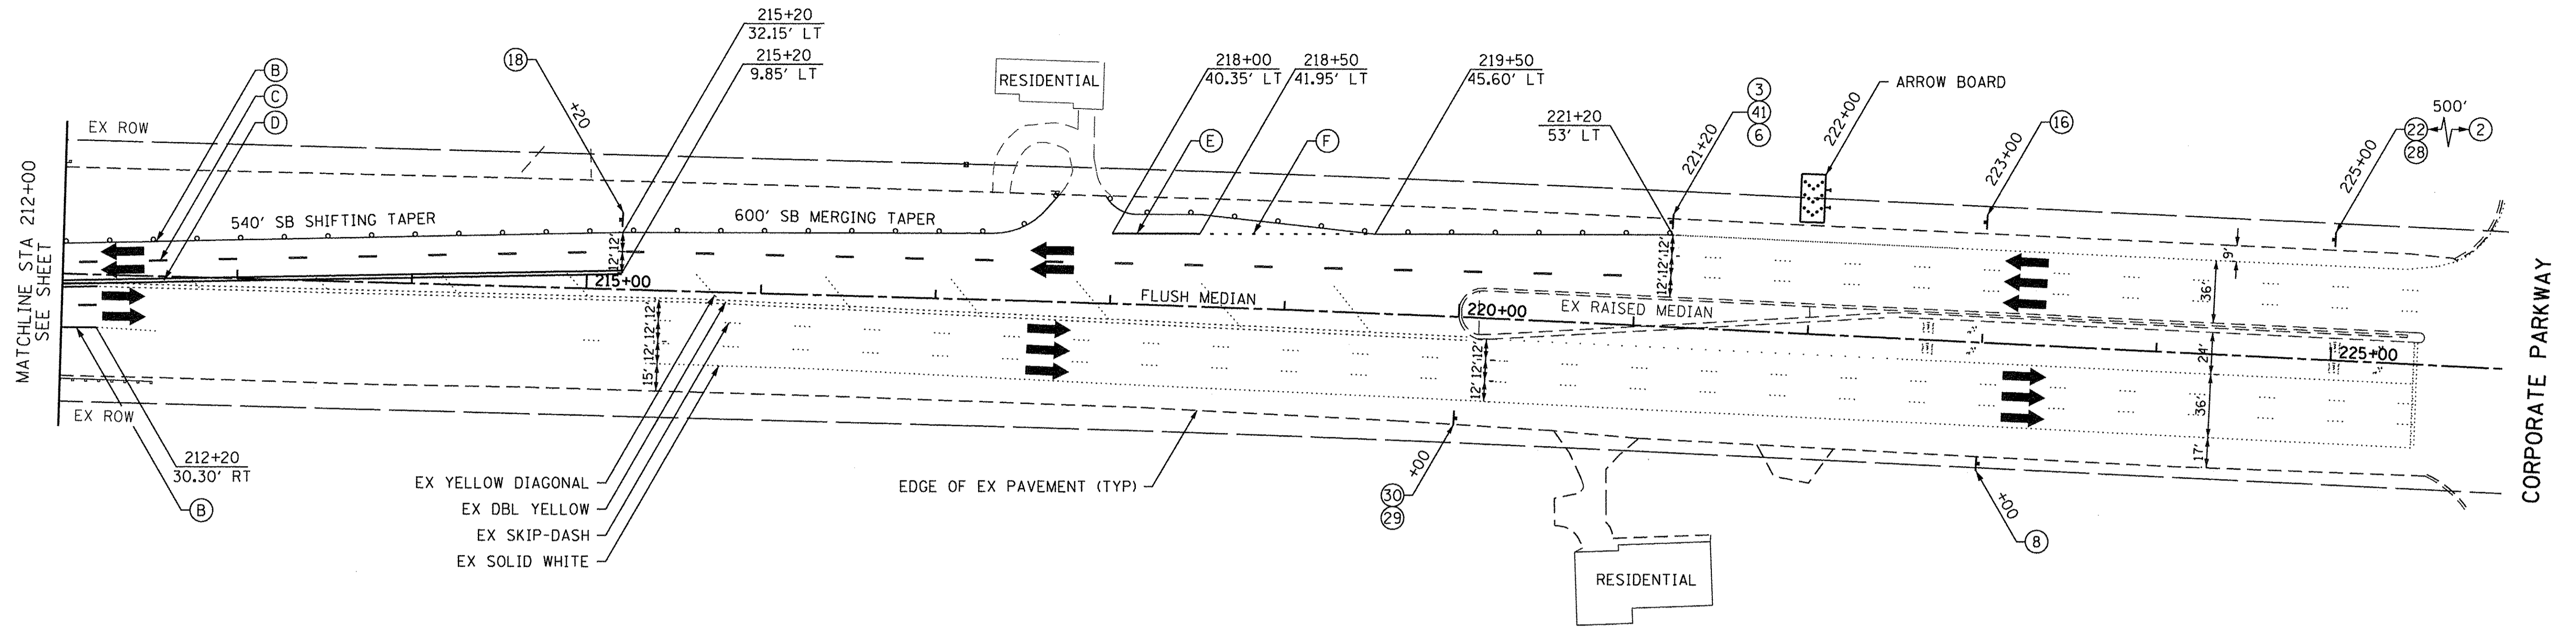 MATCHLINE STA 212+00
SEE SHEET
EX ROW
B
C
D
540' SB SHIFTING TAPER
18
+20
215+20
32.15' LT
215+20
9.85' LT
600' SB MERGING TAPER
RESIDENTIAL
218+00
40.35' LT
218+50
41.95' LT
219+50
45.60' LT
E
F
221+20
53' LT
221+20
3
41
6
222+00
ARROW BOARD
223+00
16
225+00
22
28
500'
2
12' 12'
12' 12' 12'
9'
36'
215+00
FLUSH MEDIAN
220+00
EX RAISED MEDIAN
225+00
24'
36'
17'
15' 12' 12' 12'
12' 12' 12'
CORPORATE PARKWAY
EX ROW
212+20
30.30' RT
B
EX YELLOW DIAGONAL
EX DBL YELLOW
EX SKIP-DASH
EX SOLID WHITE
EDGE OF EX PAVEMENT (TYP)
+00
30
29
+00
8
RESIDENTIAL